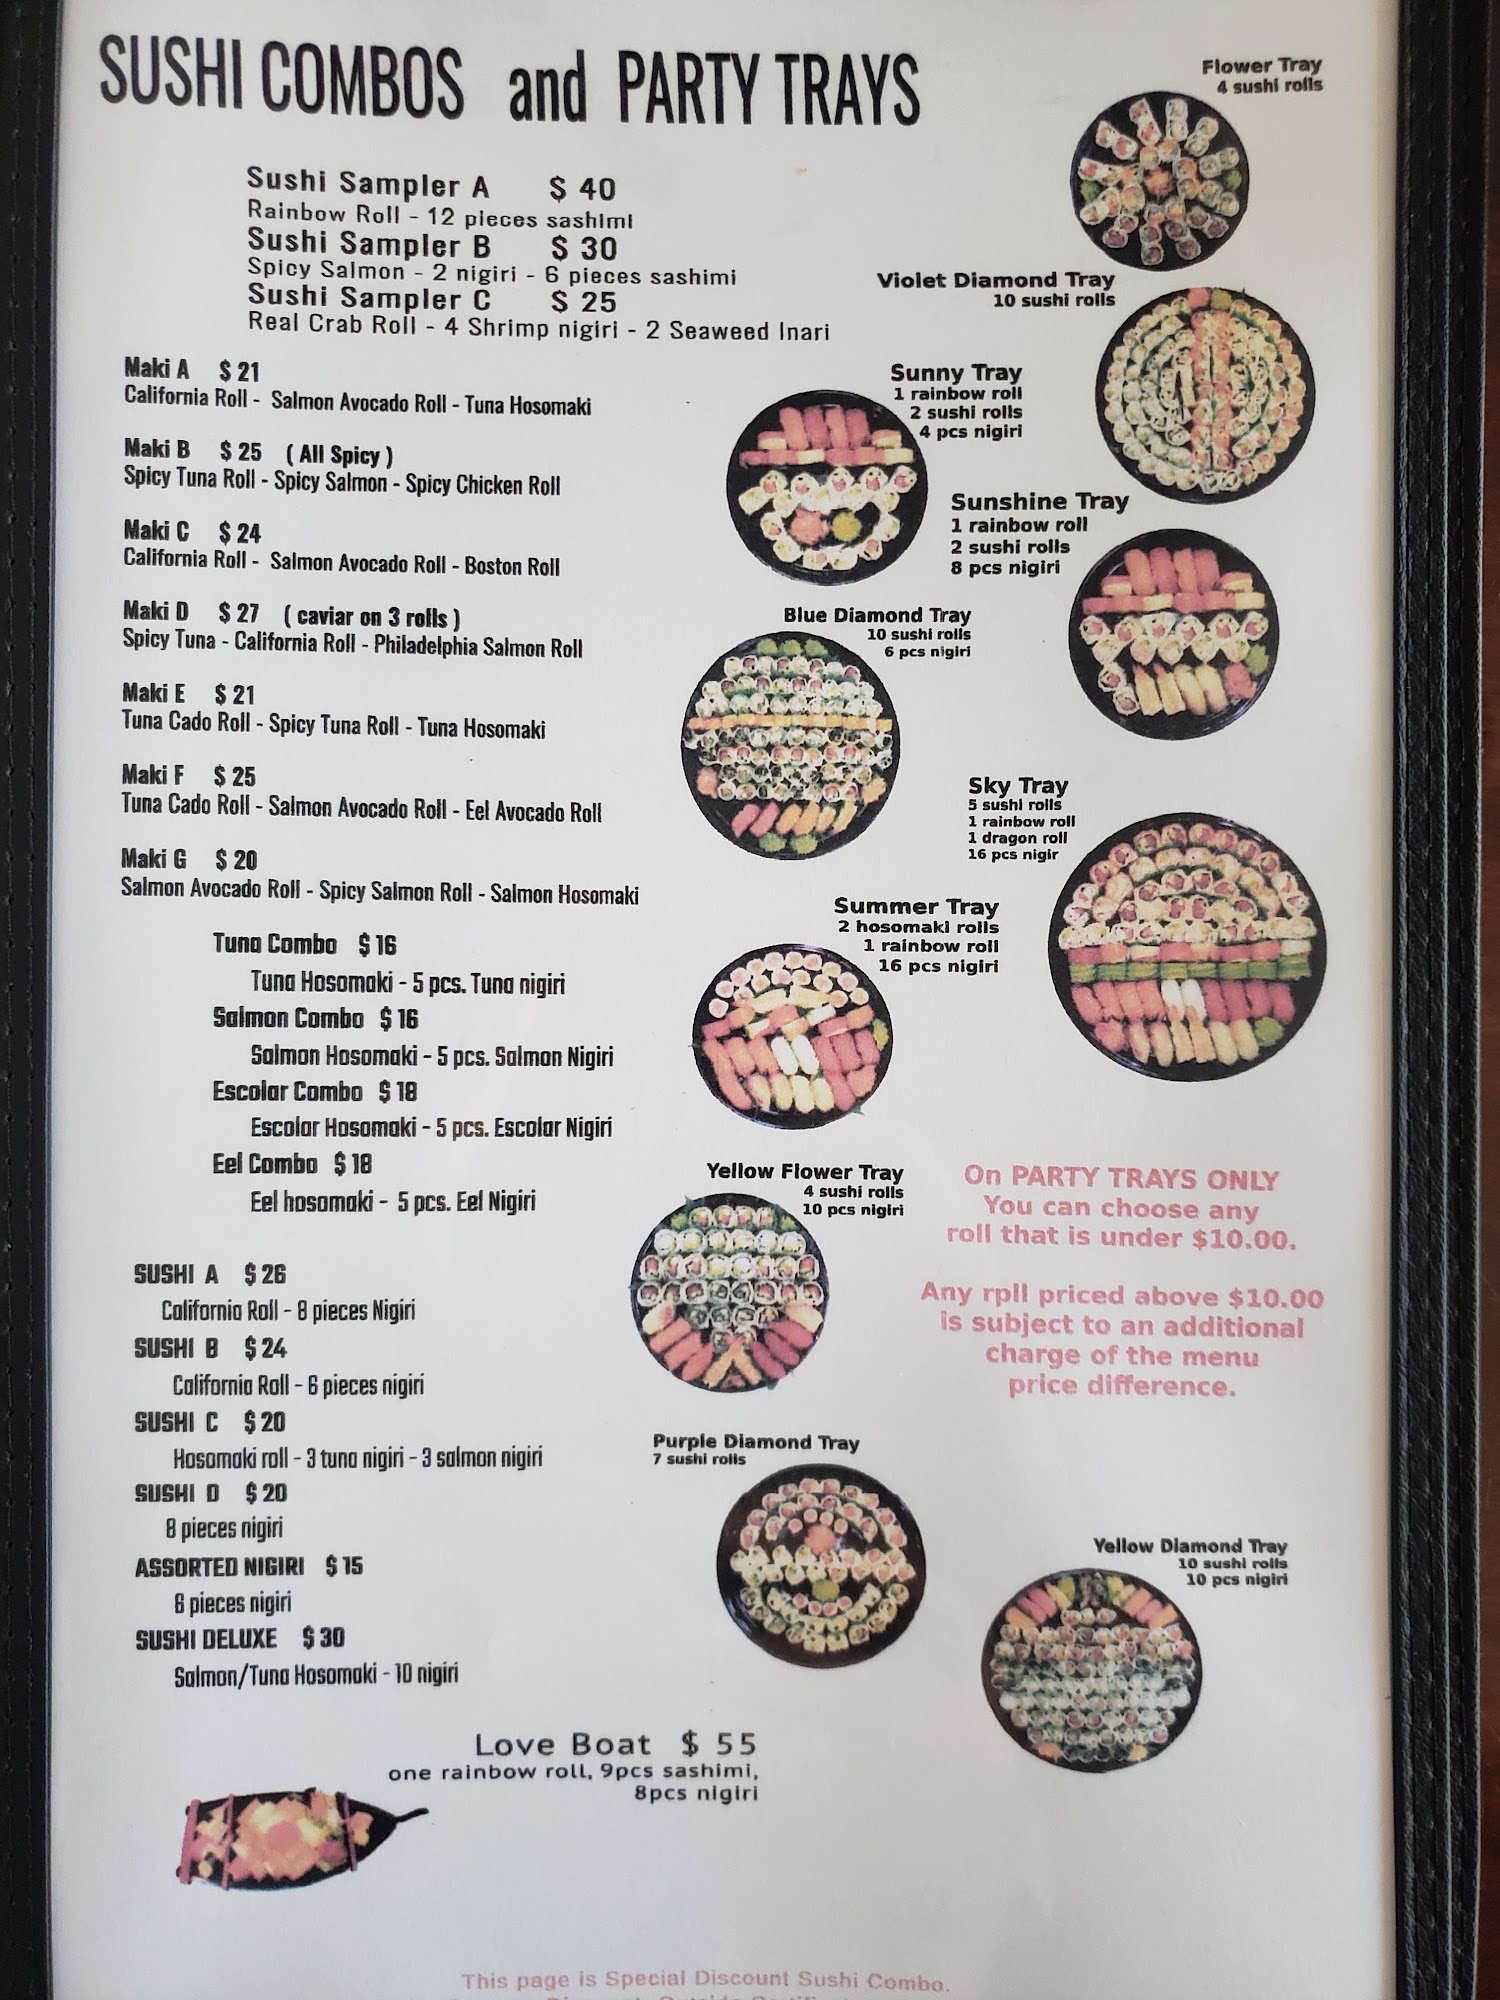 SUSHI COMBOS and PARTY TRAYS
Sushi Sampler A $ 40
Rainbow Roll - 12 pieces sashimi
Sushi Sampler B $ 30
Spicy Salmon - 2 nigiri - 6 pieces sashimi
Sushi Sampler C $ 25
Real Crab Roll - 4 Shrimp nigiri - 2 Seaweed Inari
Maki A $ 21
California Roll - Salmon Avocado Roll - Tuna Hosomaki
Maki B $ 25 ( All Spicy )
Spicy Tuna Roll - Spicy Salmon - Spicy Chicken Roll
Maki C $ 24
California Roll - Salmon Avocado Roll - Boston Roll
Maki D $ 27 ( caviar on 3 rolls )
Spicy Tuna - California Roll - Philadelphia Salmon Roll
Maki E $ 21
Tuna Cado Roll - Spicy Tuna Roll - Tuna Hosomaki
Maki F $ 25
Tuna Cado Roll - Salmon Avocado Roll - Eel Avocado Roll
Maki G $ 20
Salmon Avocado Roll - Spicy Salmon Roll - Salmon Hosomaki
Tuna Combo $ 16
Tuna Hosomaki - 5 pcs. Tuna nigiri
Salmon Combo $ 16
Salmon Hosomaki - 5 pcs. Salmon Nigiri
Escolar Combo $ 18
Escolar Hosomaki - 5 pcs. Escolar Nigiri
Eel Combo $ 18
Eel hosomaki - 5 pcs. Eel Nigiri
SUSHI A $ 26
California Roll - 8 pieces Nigiri
SUSHI B $ 24
California Roll - 6 pieces nigiri
SUSHI C $ 20
Hosomaki roll - 3 tuna nigiri - 3 salmon nigiri
SUSHI D $ 20
8 pieces nigiri
ASSORTED NIGIRI $ 15
6 pieces nigiri
SUSHI DELUXE $ 30
Salmon/Tuna Hosomaki - 10 nigiri
Love Boat $ 55
one rainbow roll, 9pcs sashimi,
8pcs nigiri
Flower Tray
4 sushi rolls
Violet Diamond Tray
10 sushi rolls
Sunny Tray
1 rainbow roll
2 sushi rolls
4 pcs nigiri
Sunshine Tray
1 rainbow roll
2 sushi rolls
8 pcs nigiri
Blue Diamond Tray
10 sushi rolls
6 pcs nigiri
Sky Tray
5 sushi rolls
1 rainbow roll
1 dragon roll
16 pcs nigir
Summer Tray
2 hosomaki rolls
1 rainbow roll
16 pcs nigiri
Yellow Flower Tray
4 sushi rolls
10 pcs nigiri
On PARTY TRAYS ONLY
You can choose any
roll that is under $10.00.
Any rpll priced above $10.00
is subject to an additional
charge of the menu
price difference.
Purple Diamond Tray
7 sushi rolls
Yellow Diamond Tray
10 sushi rolls
10 pcs nigiri
This page is Special Discount Sushi Combo.